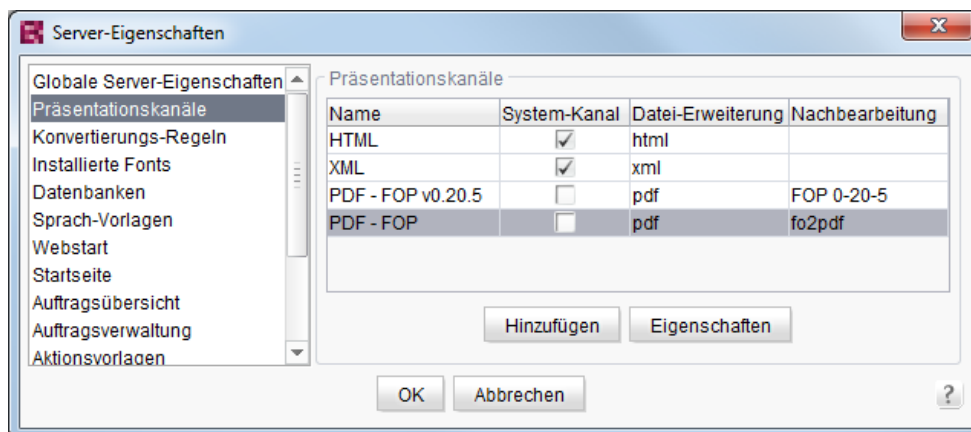 Server-Eigenschaften
Globale Server-Eigenschaften
Präsentationskanäle
Konvertierungs-Regeln
Installierte Fonts
Datenbanken
Sprach-Vorlagen
Webstart
Startseite
Auftragsübersicht
Auftragsverwaltung
Aktionsvorlagen
Präsentationskanäle
Name System-Kanal Datei-Erweiterung Nachbearbeitung
HTML html
XML xml
PDF - FOP v0.20.5 pdf FOP 0-20-5
PDF - FOP pdf fo2pdf
Hinzufügen Eigenschaften
OK Abbrechen ?